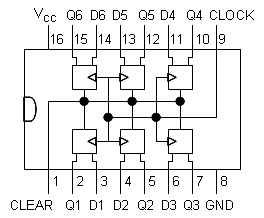 Vcc Q6 D6 D5 Q5 D4 Q4 CLOCK
16 15 14 13 12 11 10 9
1 2 3 4 5 6 7 8
CLEAR Q1 D1 D2 Q2 D3 Q3 GND